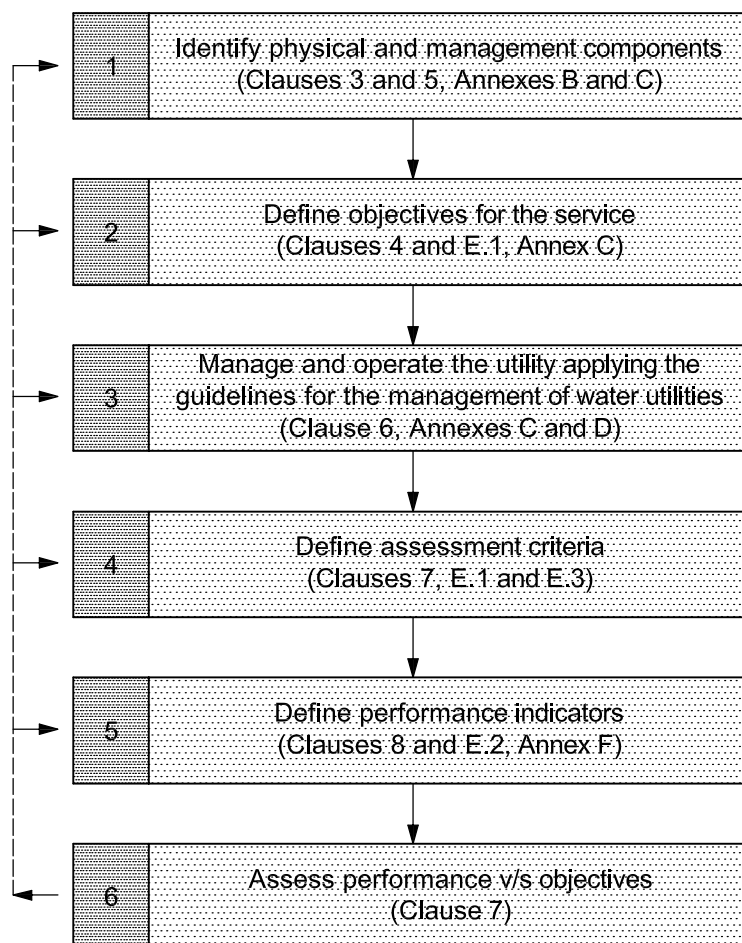 1
Identify physical and management components
(Clauses 3 and 5, Annexes B and C)
2
Define objectives for the service
(Clauses 4 and E.1, Annex C)
3
Manage and operate the utility applying the
guidelines for the management of water utilities
(Clause 6, Annexes C and D)
4
Define assessment criteria
(Clauses 7, E.1 and E.3)
5
Define performance indicators
(Clauses 8 and E.2, Annex F)
6
Assess performance v/s objectives
(Clause 7)